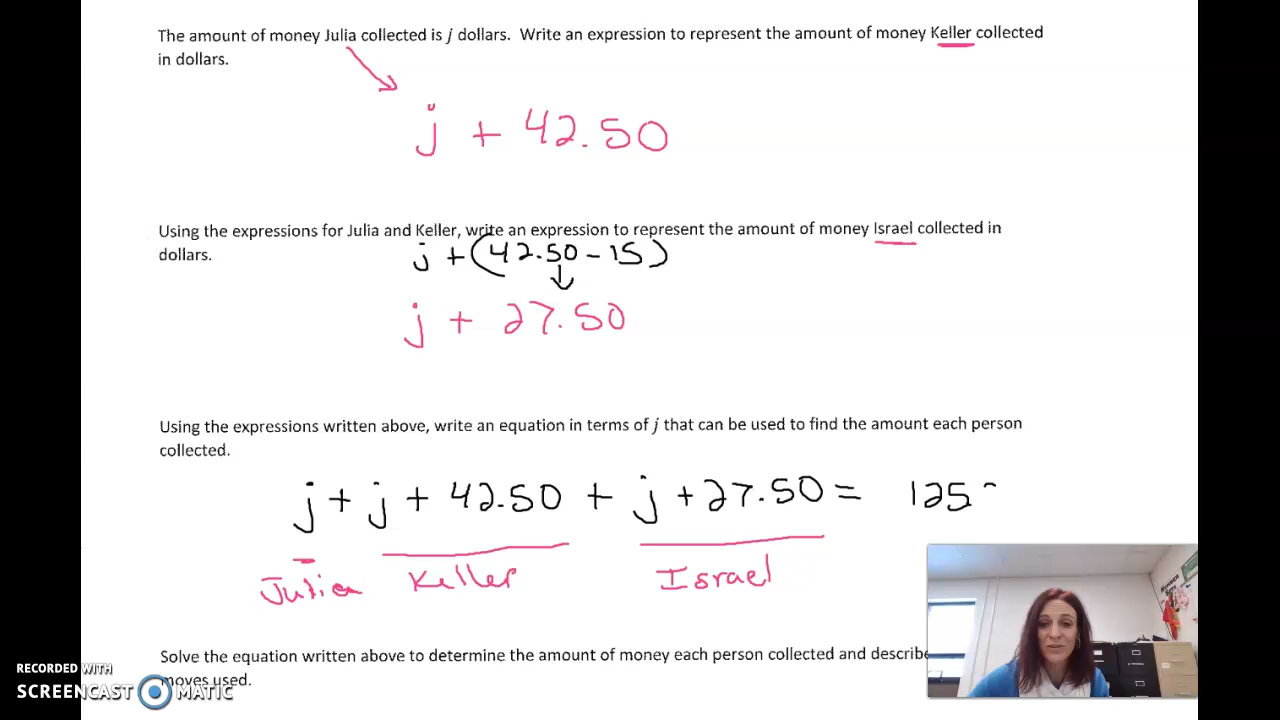 The amount of money Julia collected is j dollars. Write an expression to represent the amount of money Keller collected
in dollars.
j + 42.50
Using the expressions for Julia and Keller, write an expression to represent the amount of money Israel collected in
dollars.
j + (42.50 - 15)
j + 27.50
Using the expressions written above, write an equation in terms of j that can be used to find the amount each person
collected.
j + j + 42.50 + j + 27.50 = 125
Julia Keller Israel
Solve the equation written above to determine the amount of money each person collected and describe
moves used.
RECORDED WITH
SCREENCAST MATIC